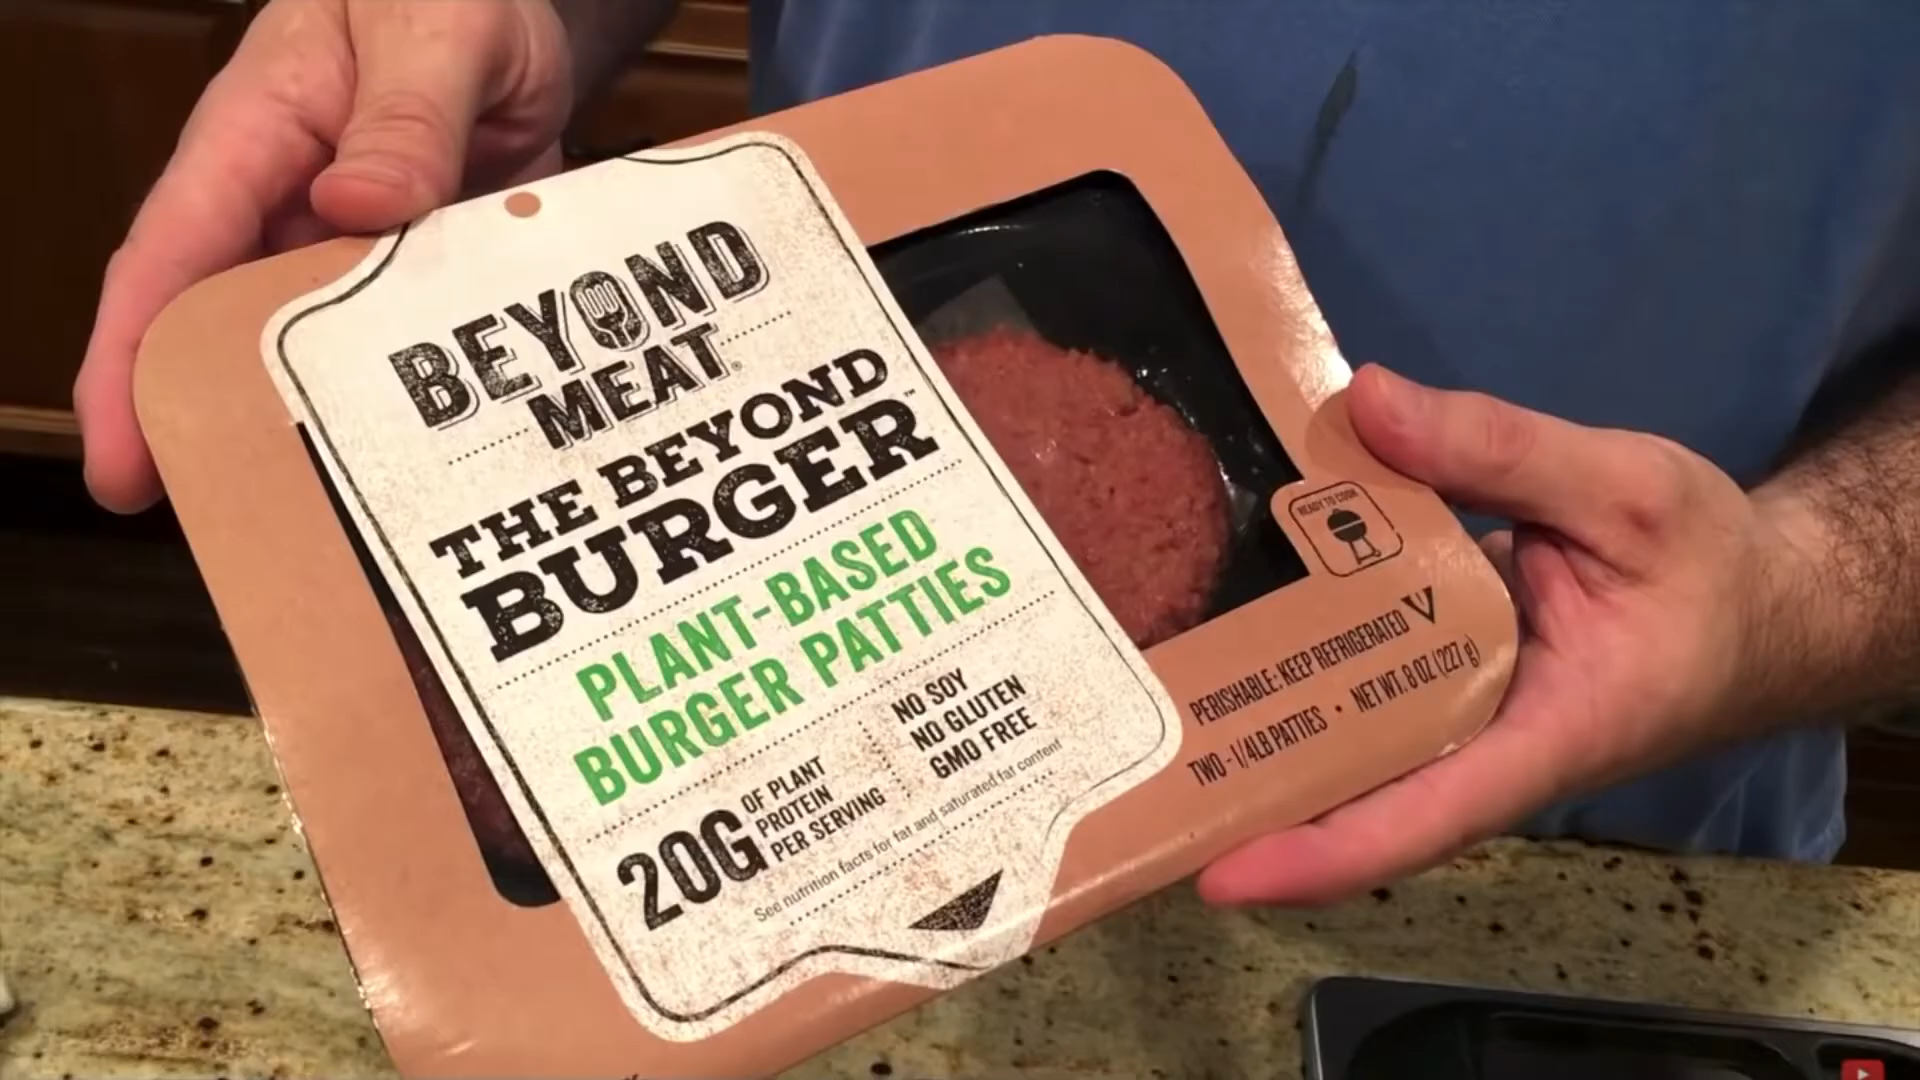 BEYOND
MEAT®
THE BEYOND
BURGER™
PLANT-BASED
BURGER PATTIES
20G
OF PLANT
PROTEIN
PER SERVING
NO SOY
NO GLUTEN
GMO FREE
See nutrition facts for fat and saturated fat content
READY TO COOK
PERISHABLE: KEEP REFRIGERATED V
TWO - 1/4LB PATTIES • NET WT. 8 OZ (227 g)